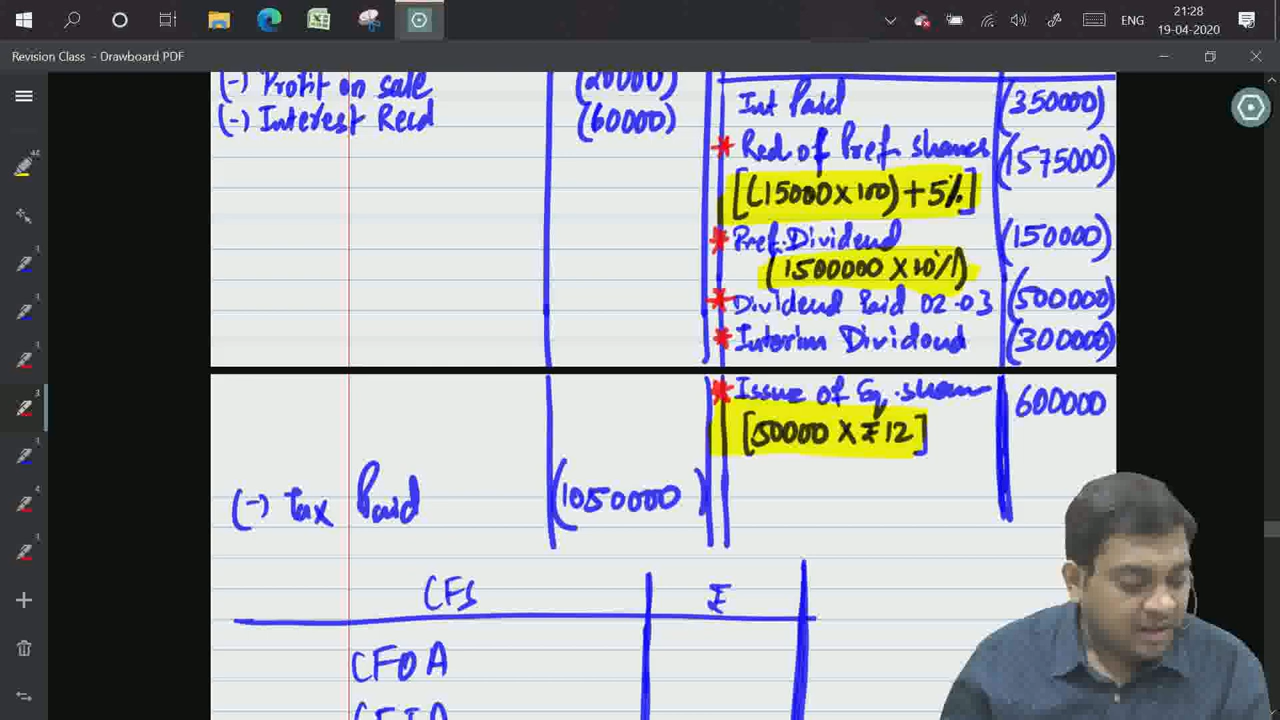 21:28
ENG
19-04-2020
Revision Class - Drawboard PDF
(-) Profit on sale (20000)
(-) Interest Recd (60000)
Int Paid (350000)
* Red of Pref shares (1575000)
[(15000 X 100) + 5%]
* Pref. Dividend (150000)
(1500000 X 10%)
* Dividend Paid 02-03 (500000)
* Interim Dividend (300000)
* Issue of Eq. shares 600000
[50000 X ₹ 12]
(-) Tax Paid (1050000)
CFS ₹
CFOA
CFIA